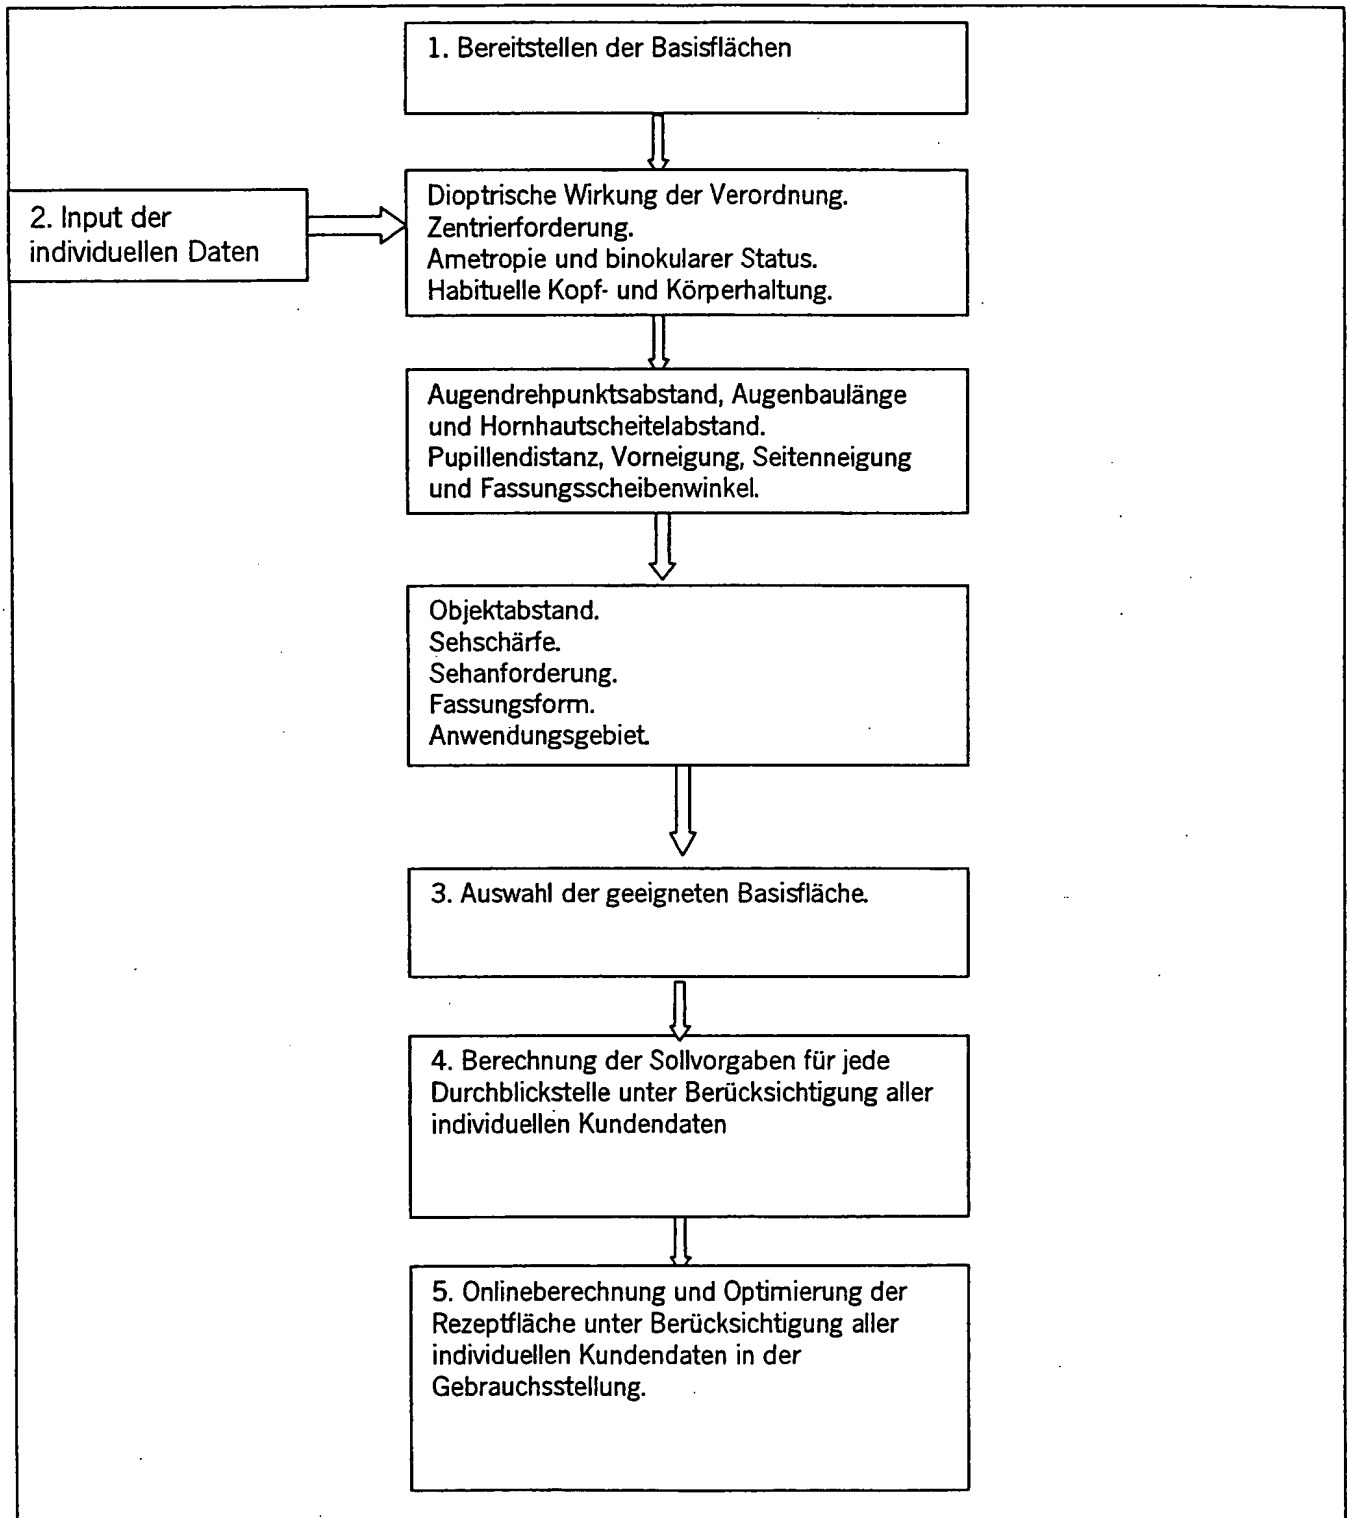 1. Bereitstellen der Basisflächen
2. Input der
individuellen Daten
Dioptrische Wirkung der Verordnung.
Zentrierforderung.
Ametropie und binokularer Status.
Habituelle Kopf- und Körperhaltung.
Augendrehpunktsabstand, Augenbaulänge
und Hornhautscheitelabstand.
Pupillendistanz, Vorneigung, Seitenneigung
und Fassungsscheibenwinkel.
Objektabstand.
Sehschärfe.
Sehanforderung.
Fassungsform.
Anwendungsgebiet.
3. Auswahl der geeigneten Basisfläche.
4. Berechnung der Sollvorgaben für jede
Durchblickstelle unter Berücksichtigung aller
individuellen Kundendaten
5. Onlineberechnung und Optimierung der
Rezeptfläche unter Berücksichtigung aller
individuellen Kundendaten in der
Gebrauchsstellung.